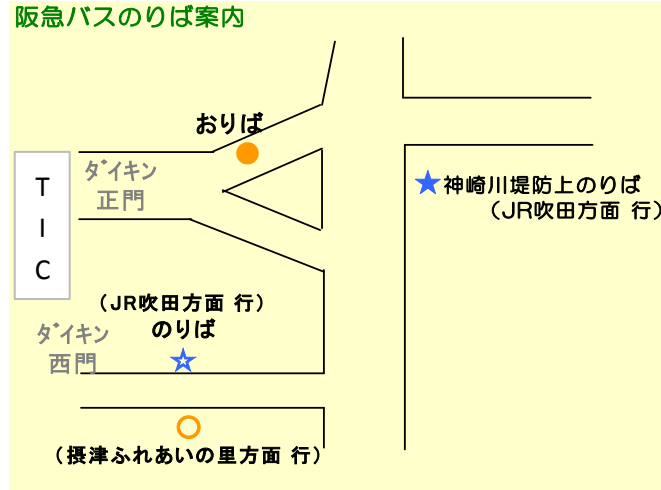 阪急バスのりば案内
おりば
ダイキン
正門
T
I
C
神崎川堤防上のりば
（JR吹田方面 行）
（JR吹田方面 行）
のりば
ダイキン
西門
（摂津ふれあいの里方面 行）